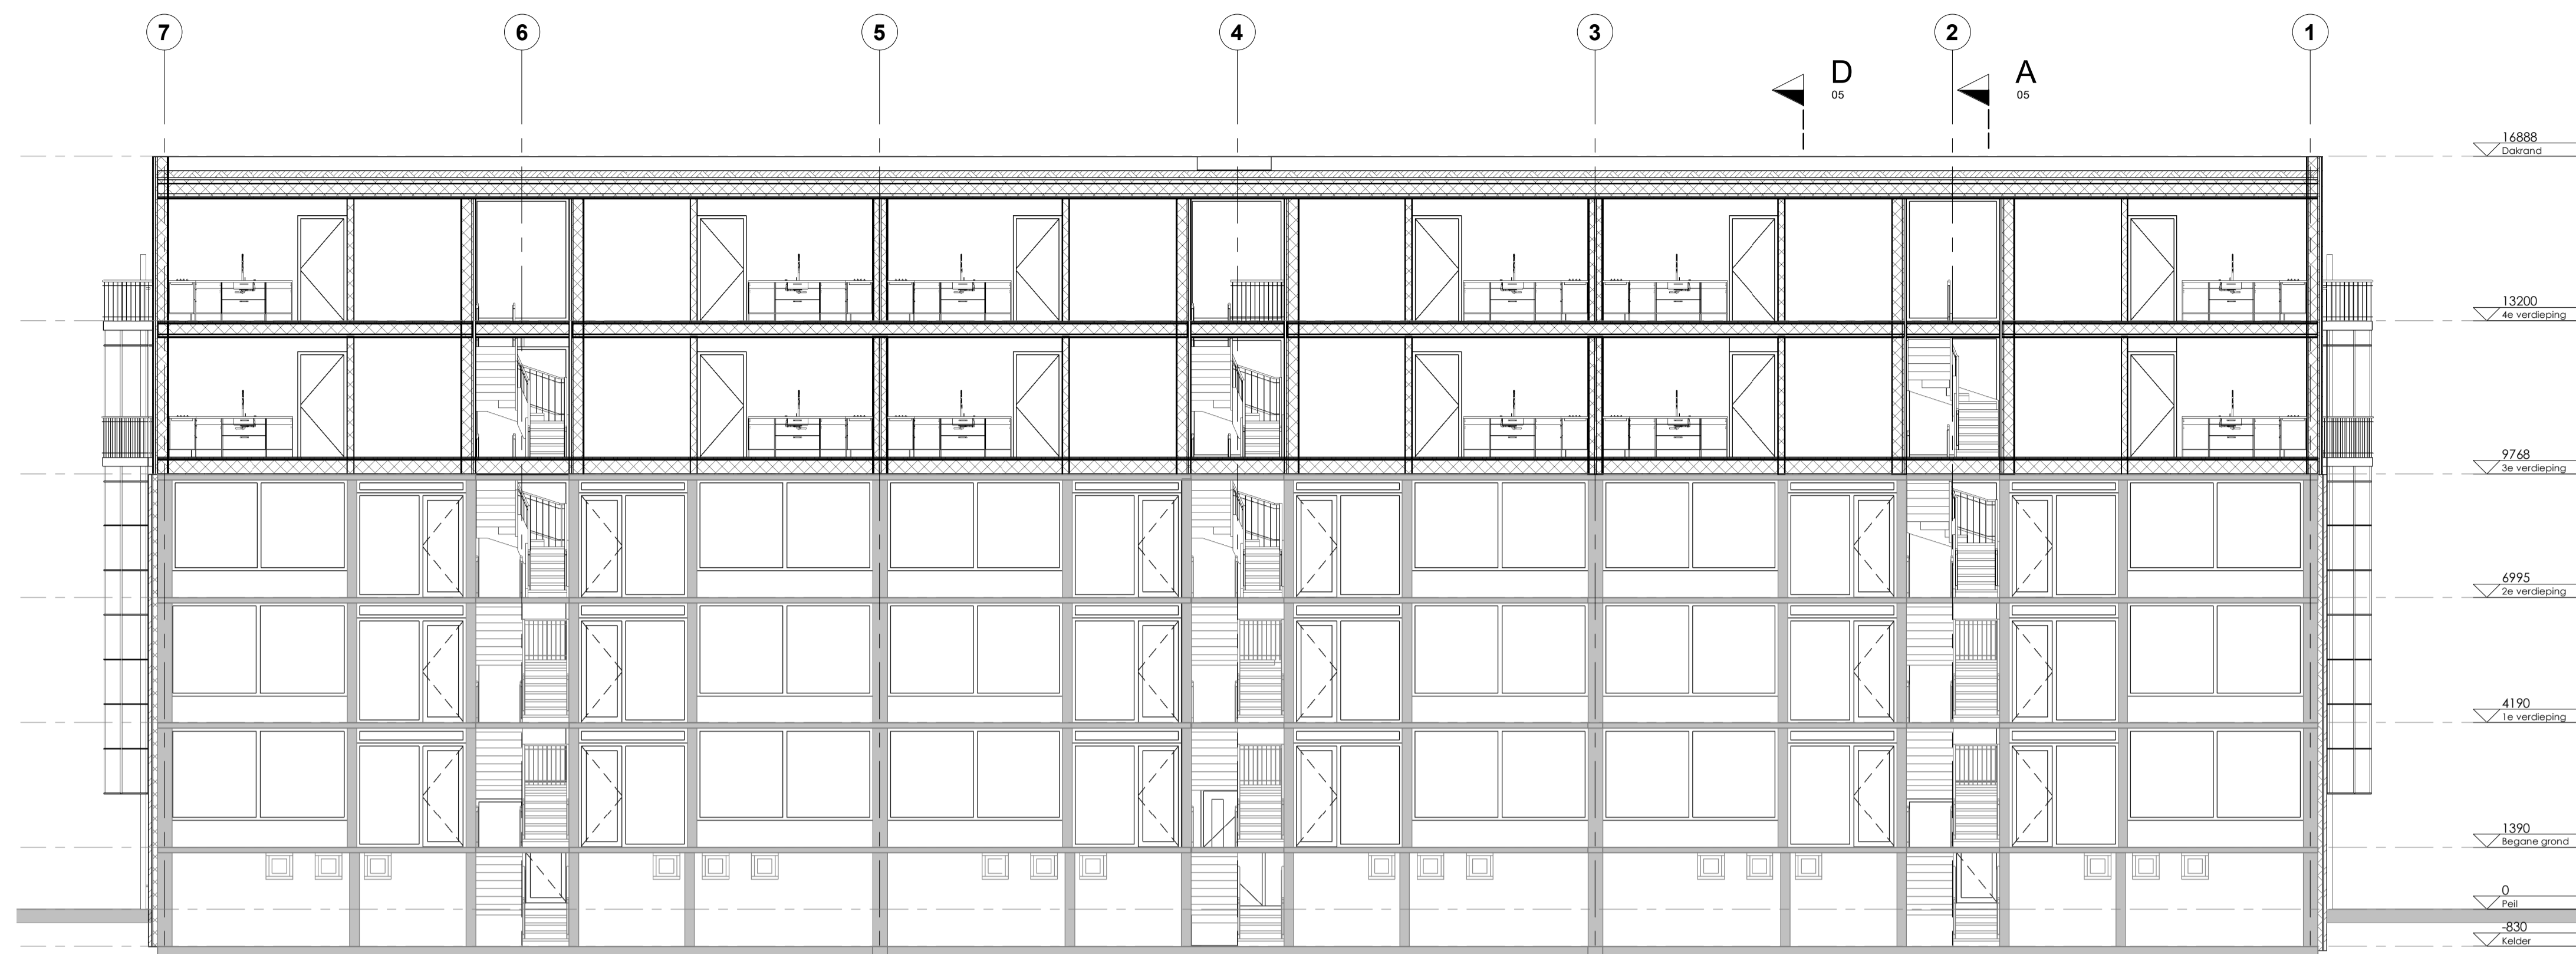 7
6
5
4
3
2
1
D
05
A
05
16888
Dakrand
13200
4e verdieping
9768
3e verdieping
6995
2e verdieping
4190
1e verdieping
1390
Begane grond
0
Peil
-830
Kelder